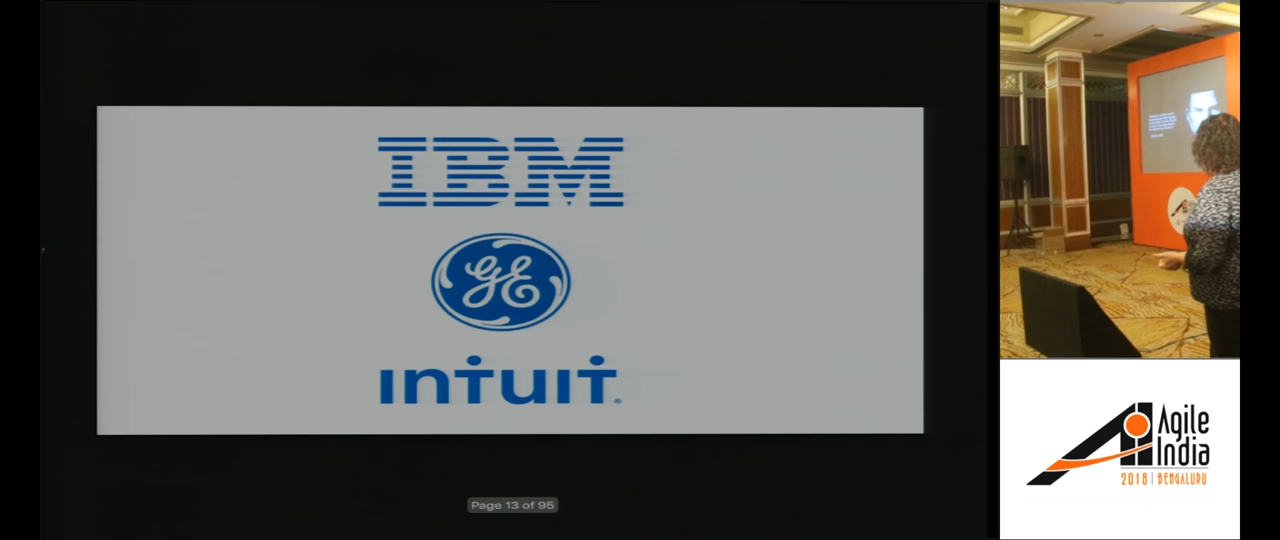 IBM
GE
intuit
Page 13 of 95
Agile
India
2018 | BENGALURU